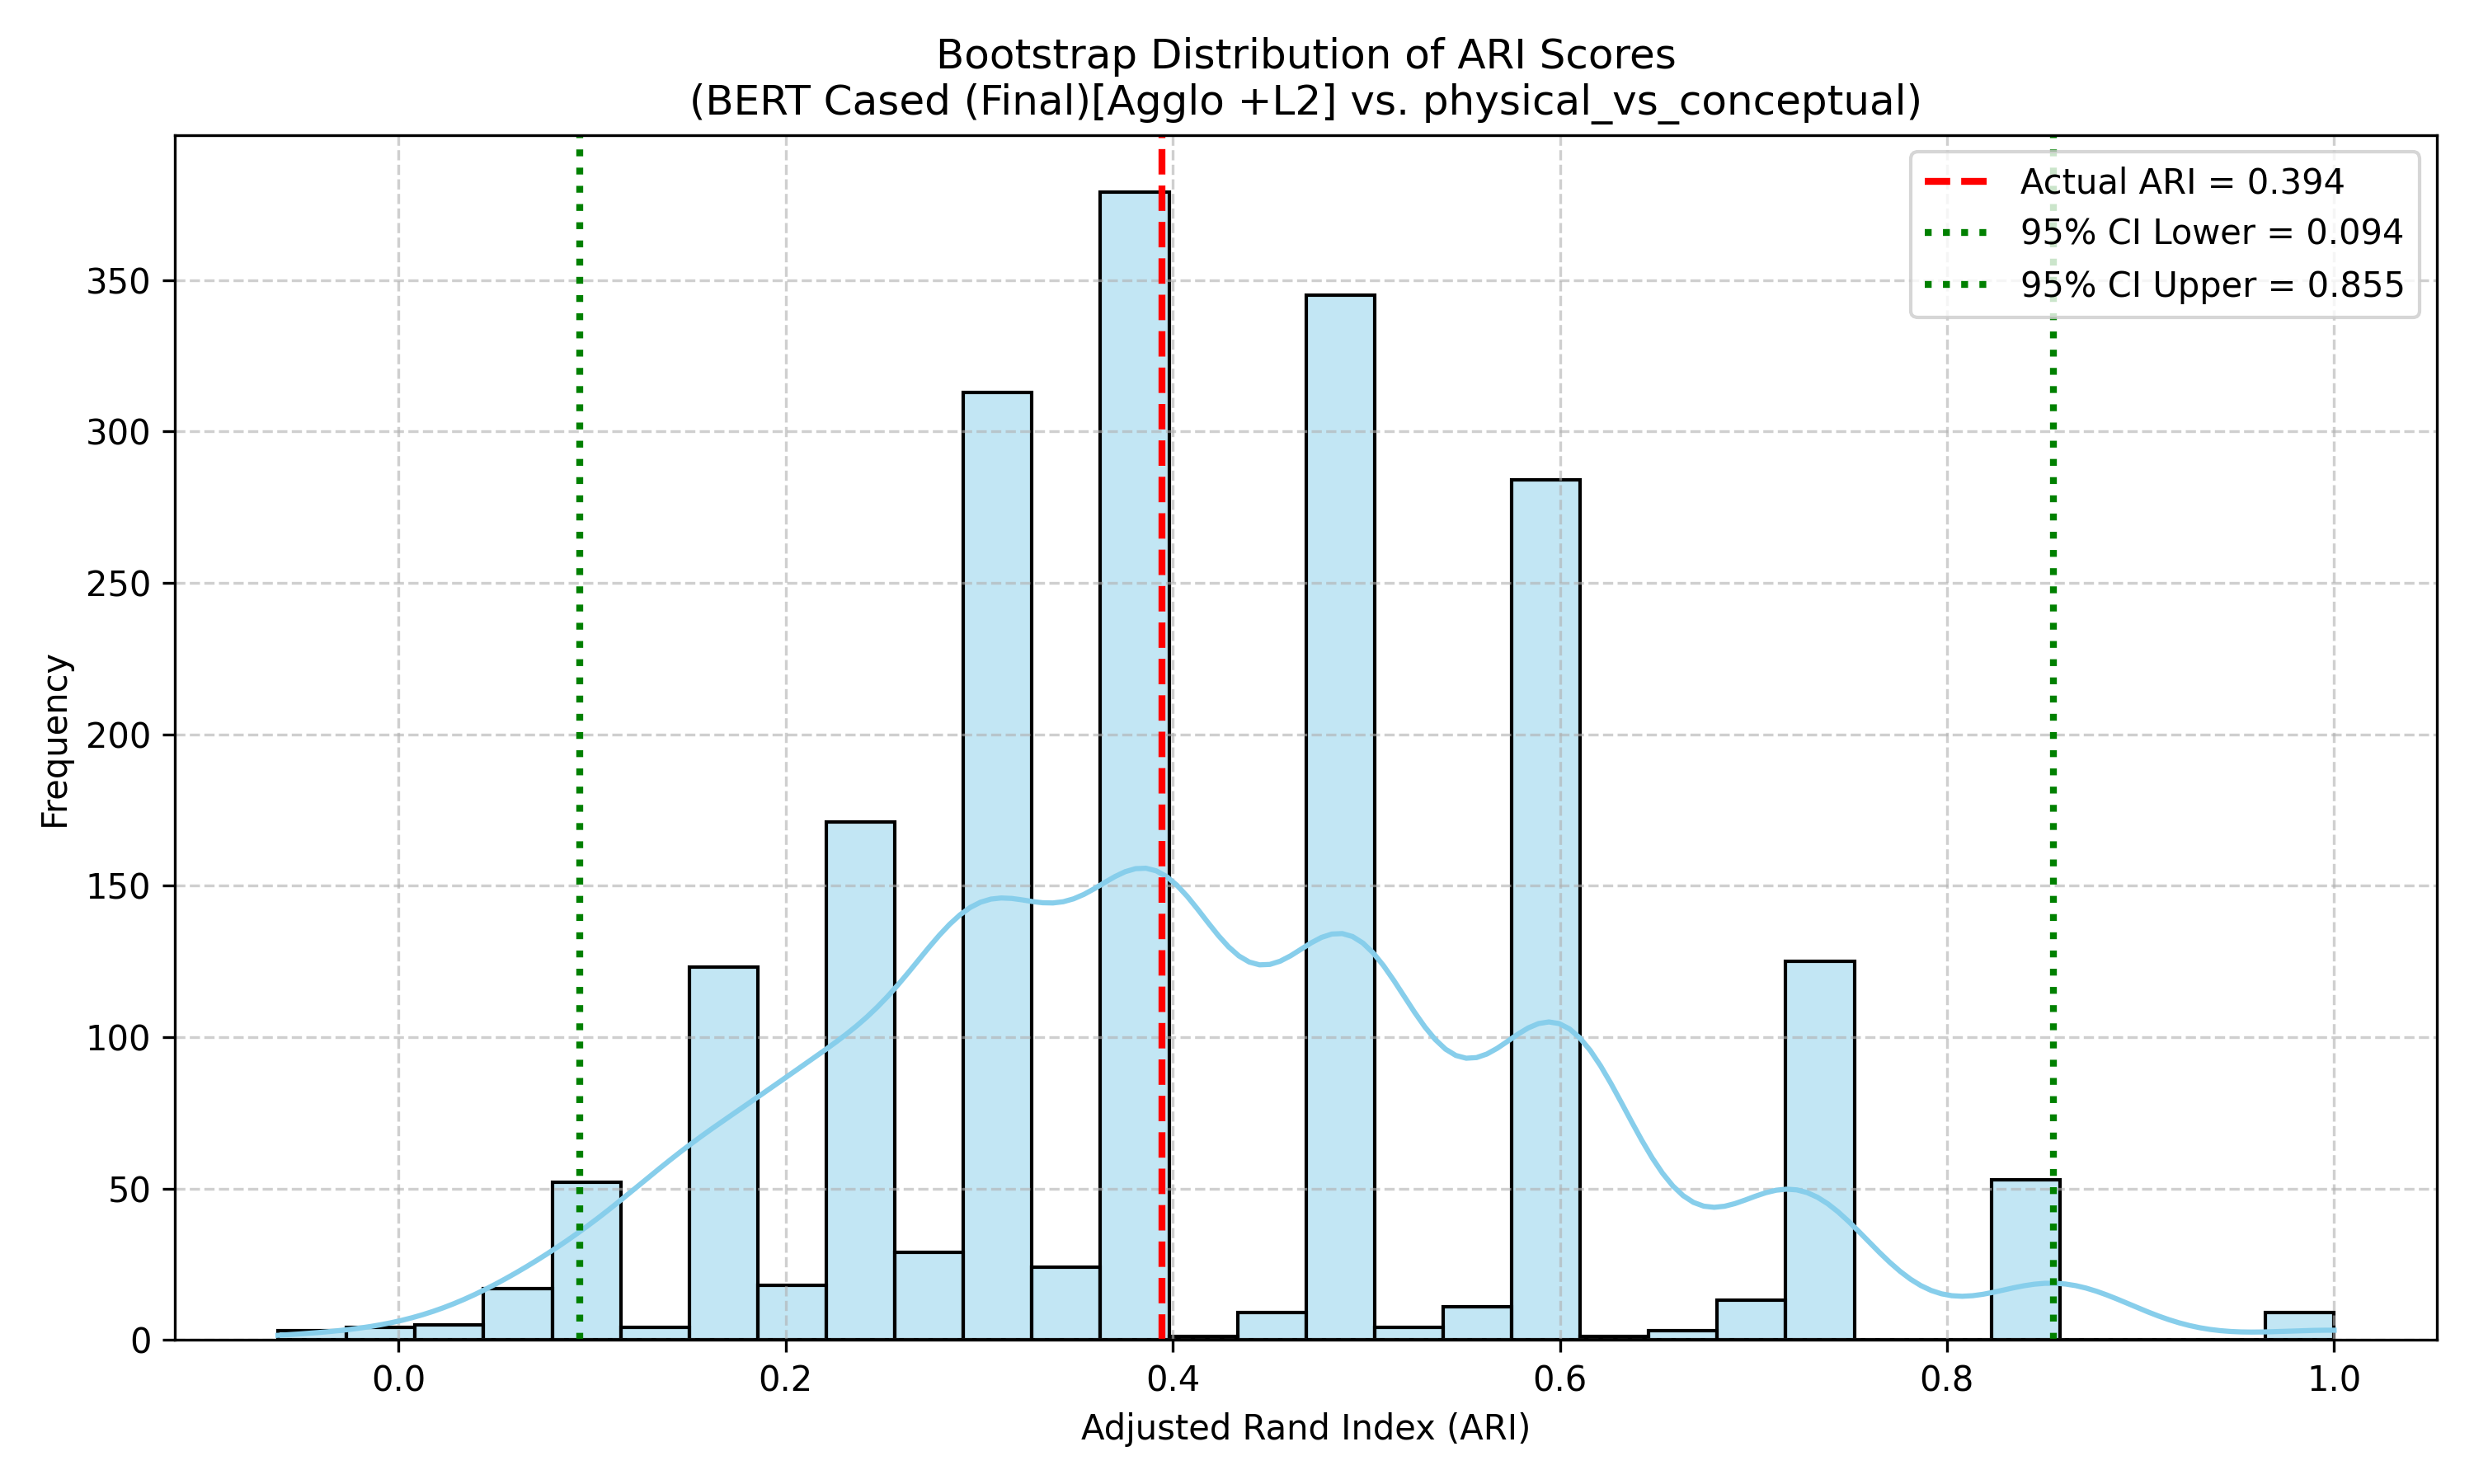 Bootstrap Distribution of ARI Scores
(BERT Cased (Final)[Agglo +L2] vs. physical_vs_conceptual)
Actual ARI = 0.394
95% CI Lower = 0.094
95% CI Upper = 0.855
Frequency
350
300
250
200
150
100
50
0
0.0 0.2 0.4 0.6 0.8 1.0
Adjusted Rand Index (ARI)